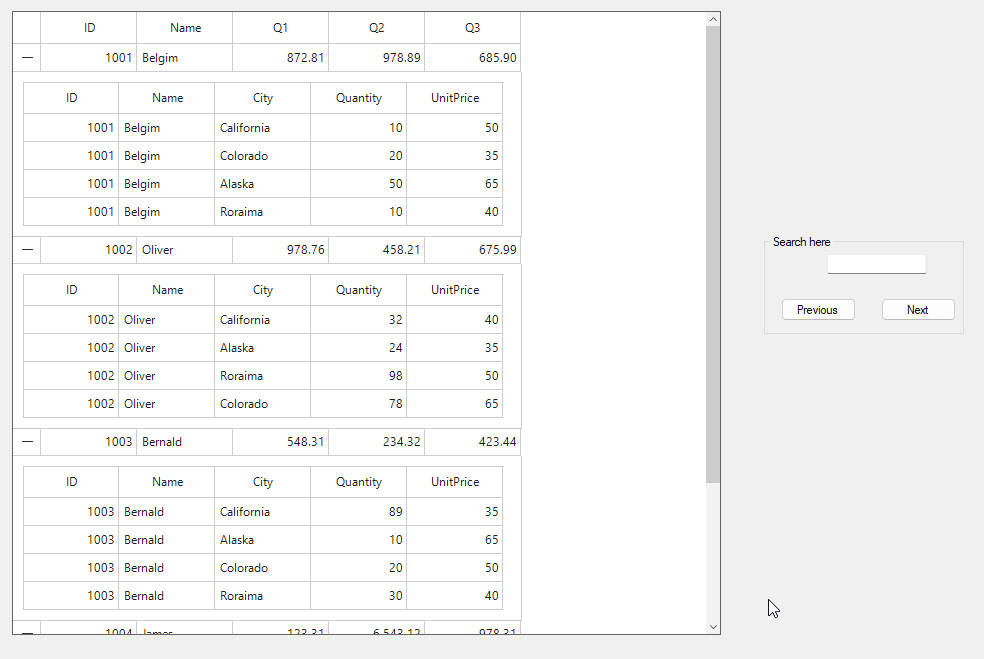 ID Name Q1 Q2 Q3
1001 Belgim 872.81 978.89 685.90
ID Name City Quantity UnitPrice
1001 Belgim California 10 50
1001 Belgim Colorado 20 35
1001 Belgim Alaska 50 65
1001 Belgim Roraima 10 40
1002 Oliver 978.76 458.21 675.99
ID Name City Quantity UnitPrice
1002 Oliver California 32 40
1002 Oliver Alaska 24 35
1002 Oliver Roraima 98 50
1002 Oliver Colorado 78 65
1003 Bernald 548.31 234.32 423.44
ID Name City Quantity UnitPrice
1003 Bernald California 89 35
1003 Bernald Alaska 10 65
1003 Bernald Colorado 20 50
1003 Bernald Roraima 30 40
1004 James 123.31 6,543.12 978.31
Search here
Previous Next